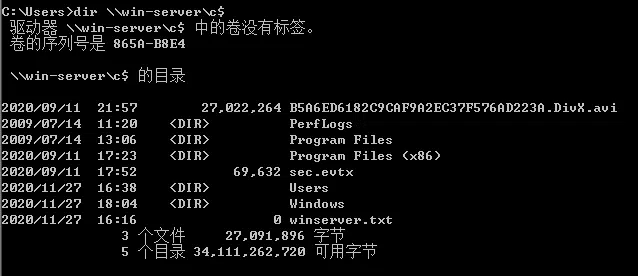 C:\Users>dir \\win-server\c$
驱动器 \\win-server\c$ 中的卷没有标签。
卷的序列号是 865A-B8E4
\\win-server\c$ 的目录
2020/09/11  21:57        27,022,264 B5A6ED6182C9CAF9A2EC37F576AD223A.DivX.avi
2009/07/14  11:20    <DIR>          PerfLogs
2009/07/14  13:06    <DIR>          Program Files
2020/09/11  17:23    <DIR>          Program Files (x86)
2020/09/11  17:52            69,632 sec.evtx
2020/11/27  16:38    <DIR>          Users
2020/11/27  18:04    <DIR>          Windows
2020/11/27  16:16                 0 winserver.txt
3 个文件     27,091,896 字节
5 个目录 34,111,262,720 可用字节